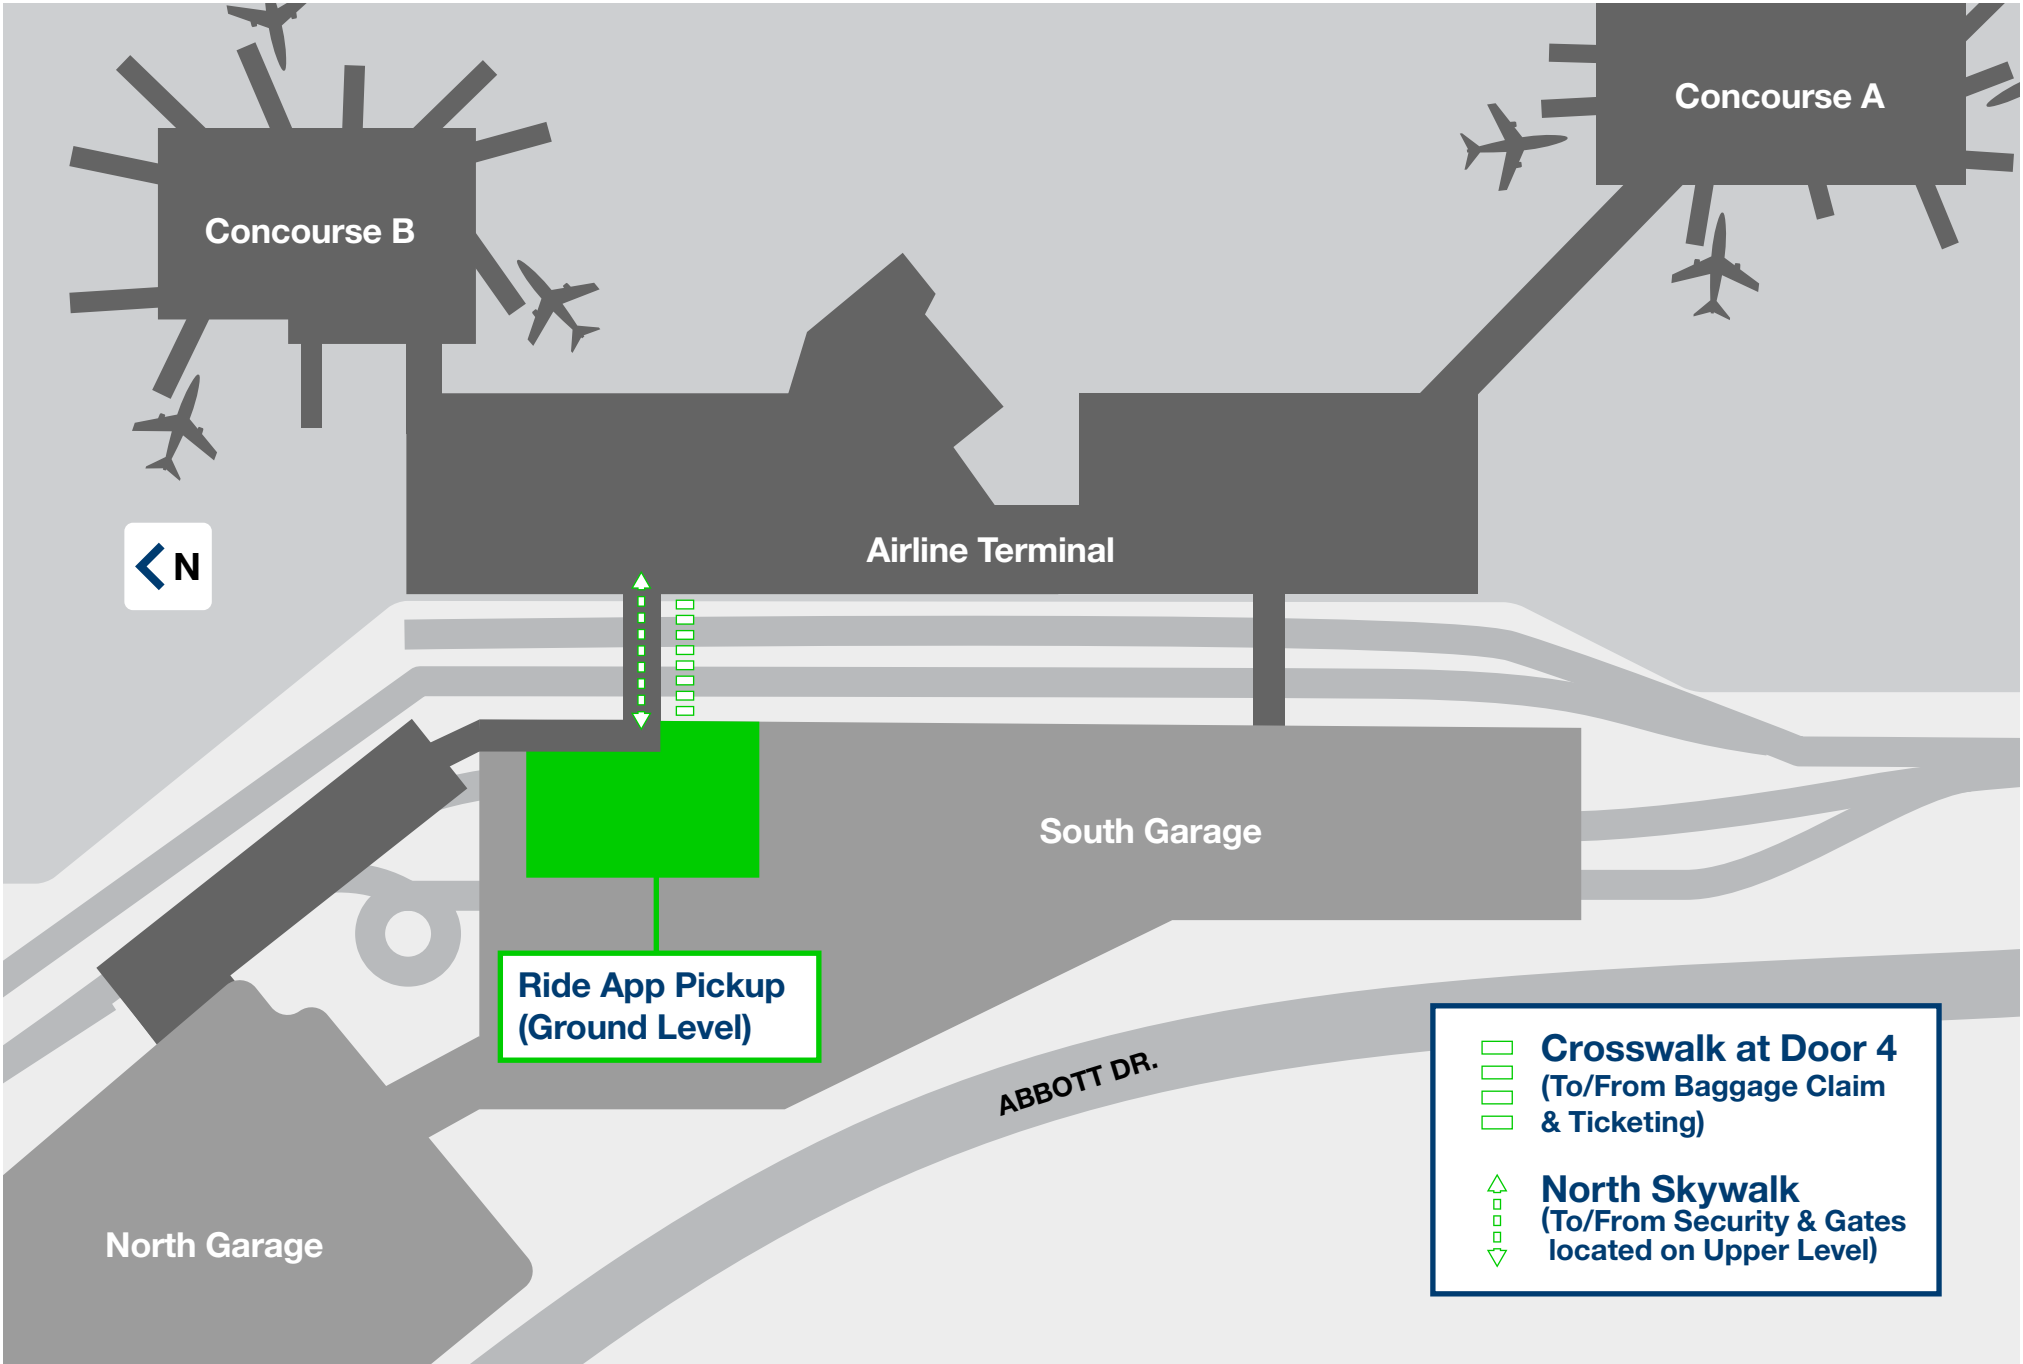 Concourse A
Concourse B
Airline Terminal
N
South Garage
Ride App Pickup
(Ground Level)
ABBOTT DR.
North Garage
Crosswalk at Door 4
(To/From Baggage Claim
& Ticketing)
North Skywalk
(To/From Security & Gates
located on Upper Level)